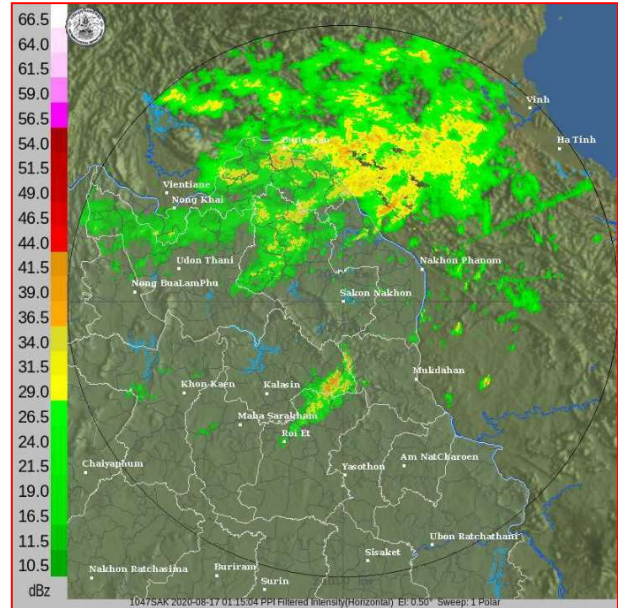 66.5
64.0
61.5
59.0
56.5
54.0
51.5
49.0
46.5
44.0
41.5
39.0
36.5
34.0
31.5
29.0
26.5
24.0
21.5
19.0
16.5
13.0
10.5
dBz
Vinh
Ha Tinh
Vientiane
Nong Khai
Udon Thani
Nakhon Phanom
Nong BuaLamPhu
Sakon Nakhon
Mukdahan
Khon Kaen
Kalasin
Maha Sarakham
Roi Et
Chaiyaphum
Yasothon
Am NatCharoen
Ubon Ratchathani
Sisaket
Nakhon Ratchasima
Buriram
Surin
1047SAK 2020-08-17 01:15:04 PPI Filtered Intensity(Horizontal) El: 0.50° Sweep: 1 Polar